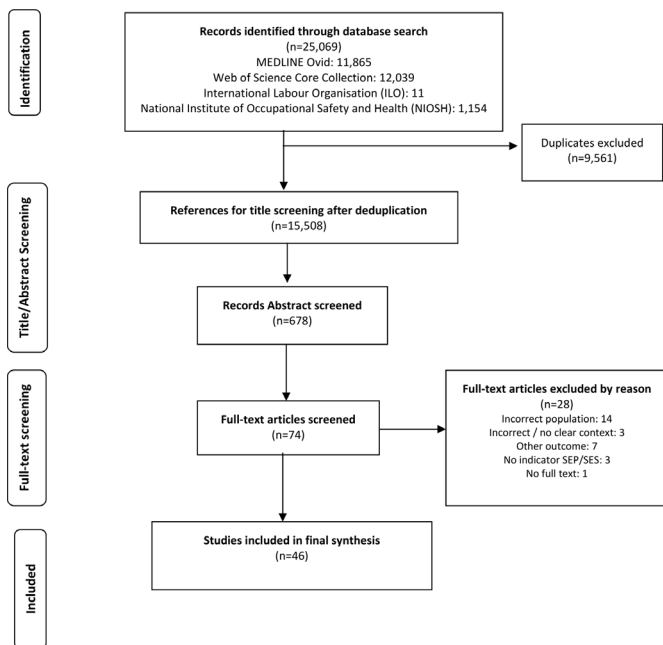 Identification
Records identified through database search
(n=25,069)
MEDLINE Ovid: 11,865
Web of Science Core Collection: 12,039
International Labour Organisation (ILO): 11
National Institute of Occupational Safety and Health (NIOSH): 1,154
Duplicates excluded
(n=9,561)
Title/Abstract Screening
References for title screening after deduplication
(n=15,508)
Records Abstract screened
(n=678)
Full-text screening
Full-text articles screened
(n=74)
Full-text articles excluded by reason
(n=28)
Incorrect population: 14
Incorrect / no clear context: 3
Other outcome: 7
No indicator SEP/SES: 3
No full text: 1
Included
Studies included in final synthesis
(n=46)